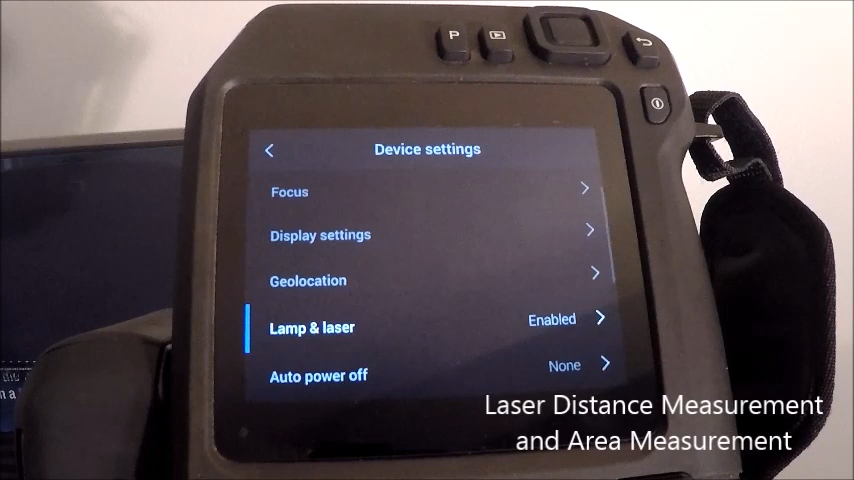 P
Device settings
Focus
Display settings
Geolocation
Lamp & laser Enabled
Auto power off None
Laser Distance Measurement
and Area Measurement